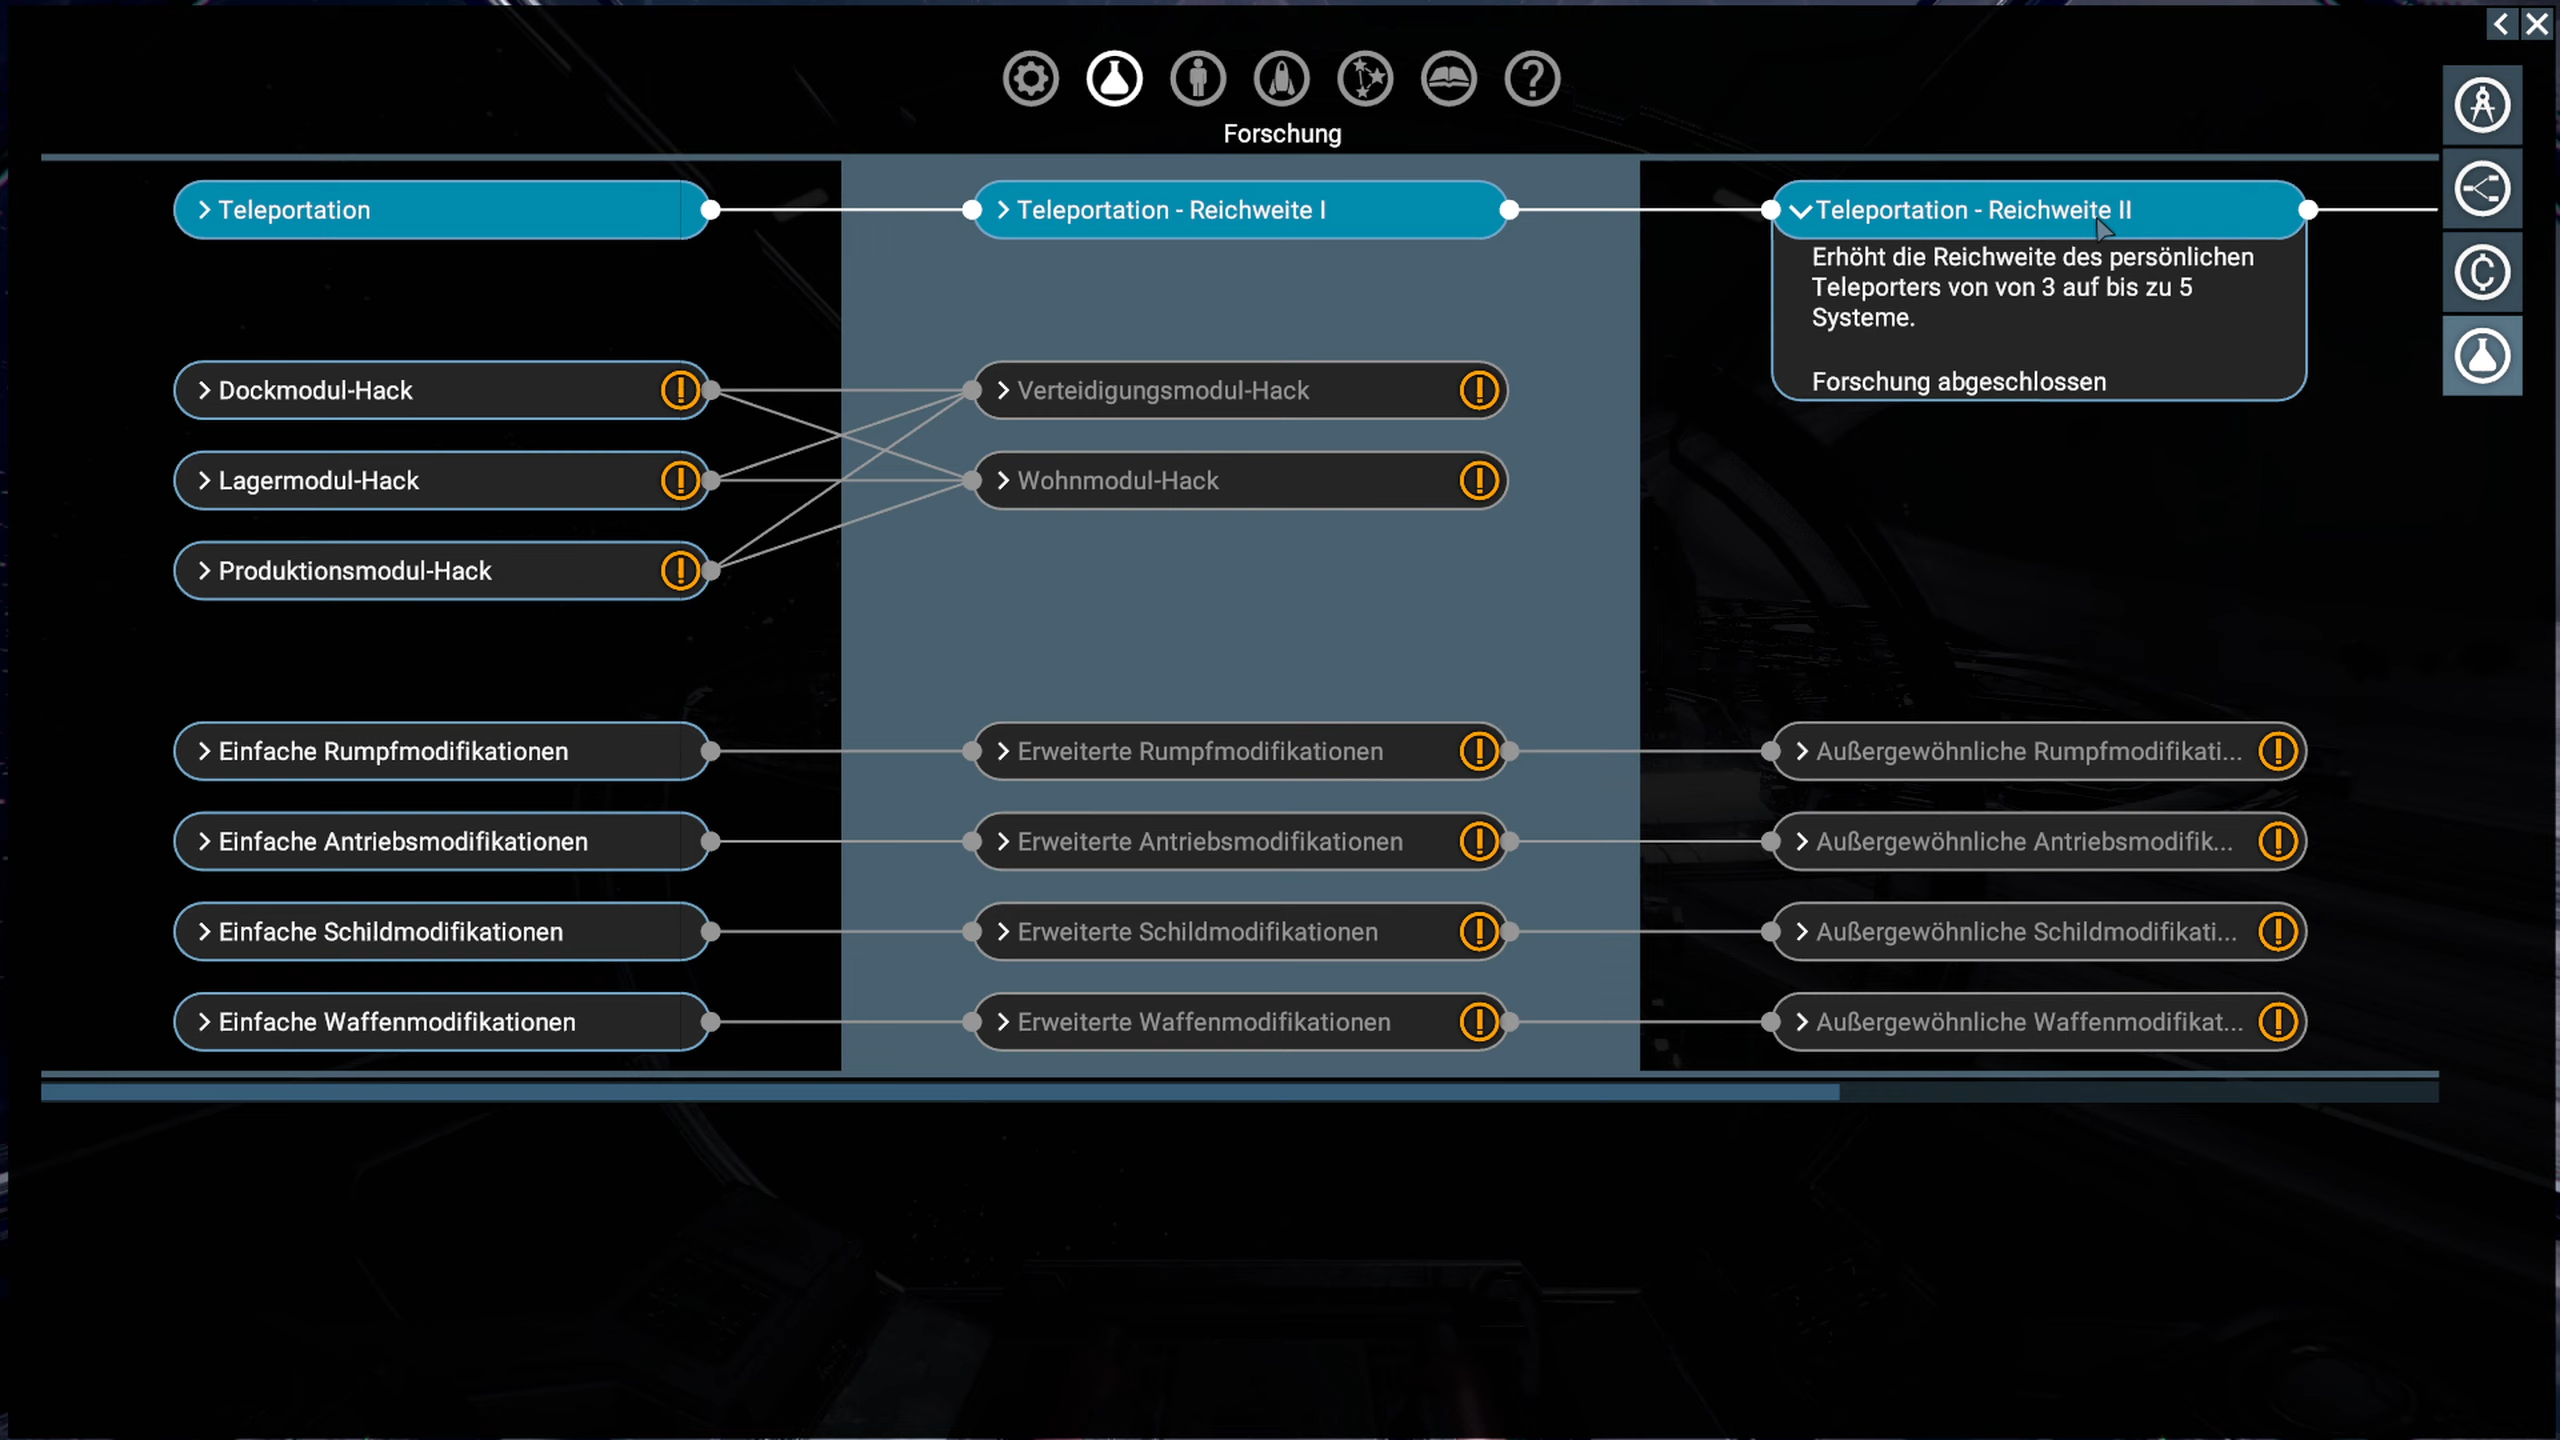 Forschung
Teleportation
Teleportation - Reichweite I
Teleportation - Reichweite II
Erhöht die Reichweite des persönlichen
Teleporters von von 3 auf bis zu 5
Systeme.
Forschung abgeschlossen
Dockmodul-Hack
Verteidigungsmodul-Hack
Lagermodul-Hack
Wohnmodul-Hack
Produktionsmodul-Hack
Einfache Rumpfmodifikationen
Erweiterte Rumpfmodifikationen
Außergewöhnliche Rumpfmodifikati...
Einfache Antriebsmodifikationen
Erweiterte Antriebsmodifikationen
Außergewöhnliche Antriebsmodifik...
Einfache Schildmodifikationen
Erweiterte Schildmodifikationen
Außergewöhnliche Schildmodifikati...
Einfache Waffenmodifikationen
Erweiterte Waffenmodifikationen
Außergewöhnliche Waffenmodifikat...